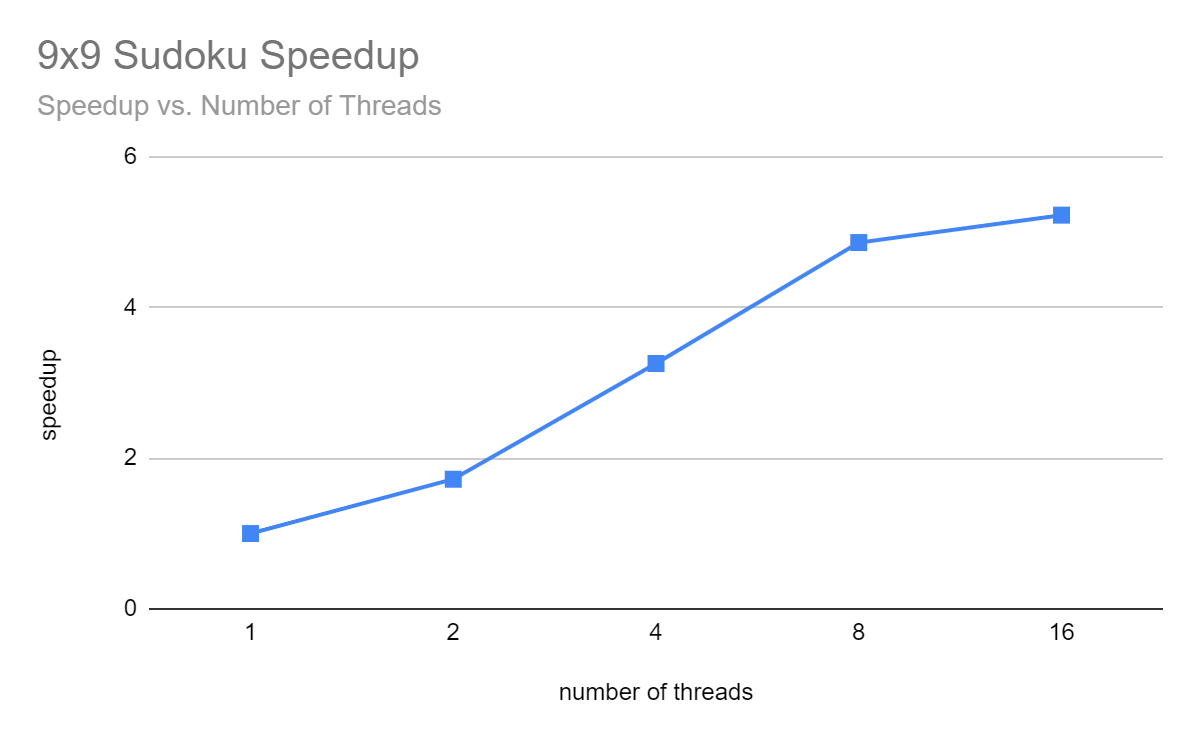 9x9 Sudoku Speedup
Speedup vs. Number of Threads
6
4
2
0
speedup
1 2 4 8 16
number of threads